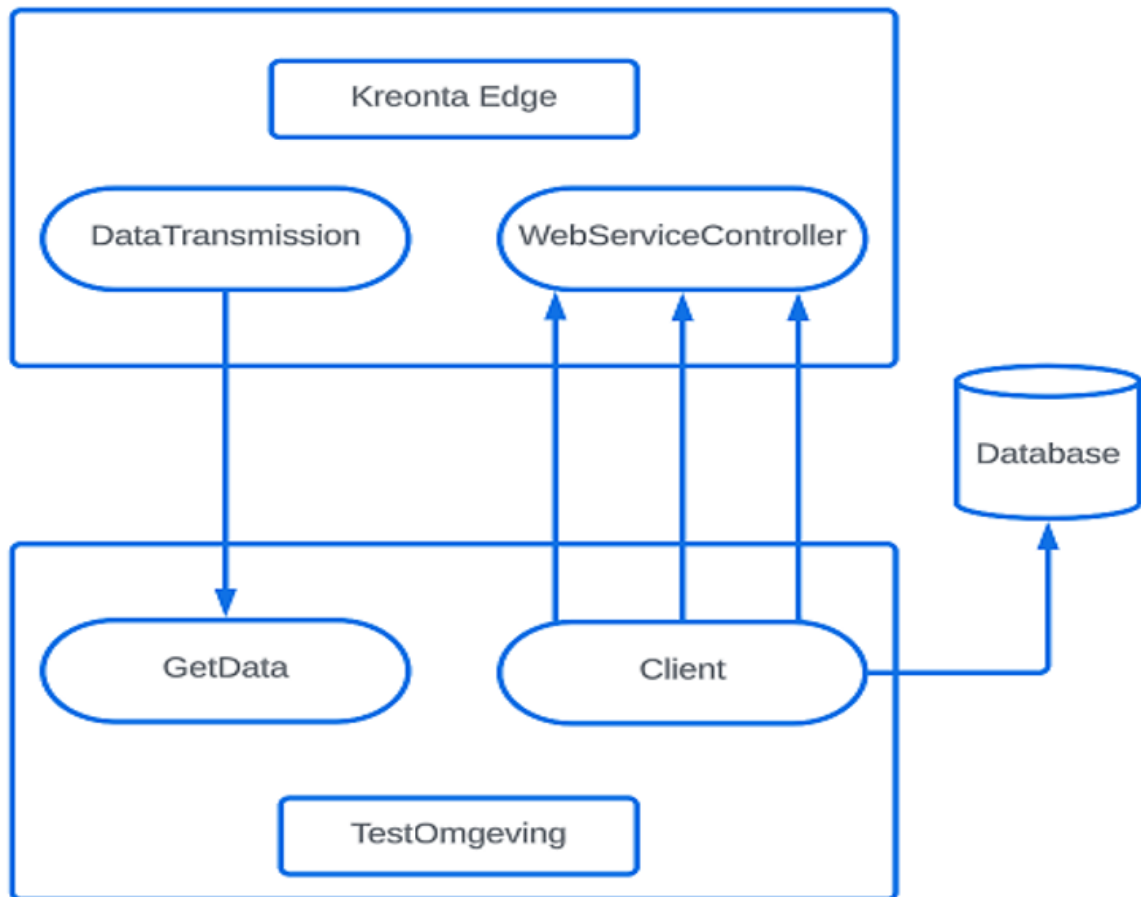 Kreonta Edge
DataTransmission
WebServiceController
Database
GetData
Client
TestOmgeving